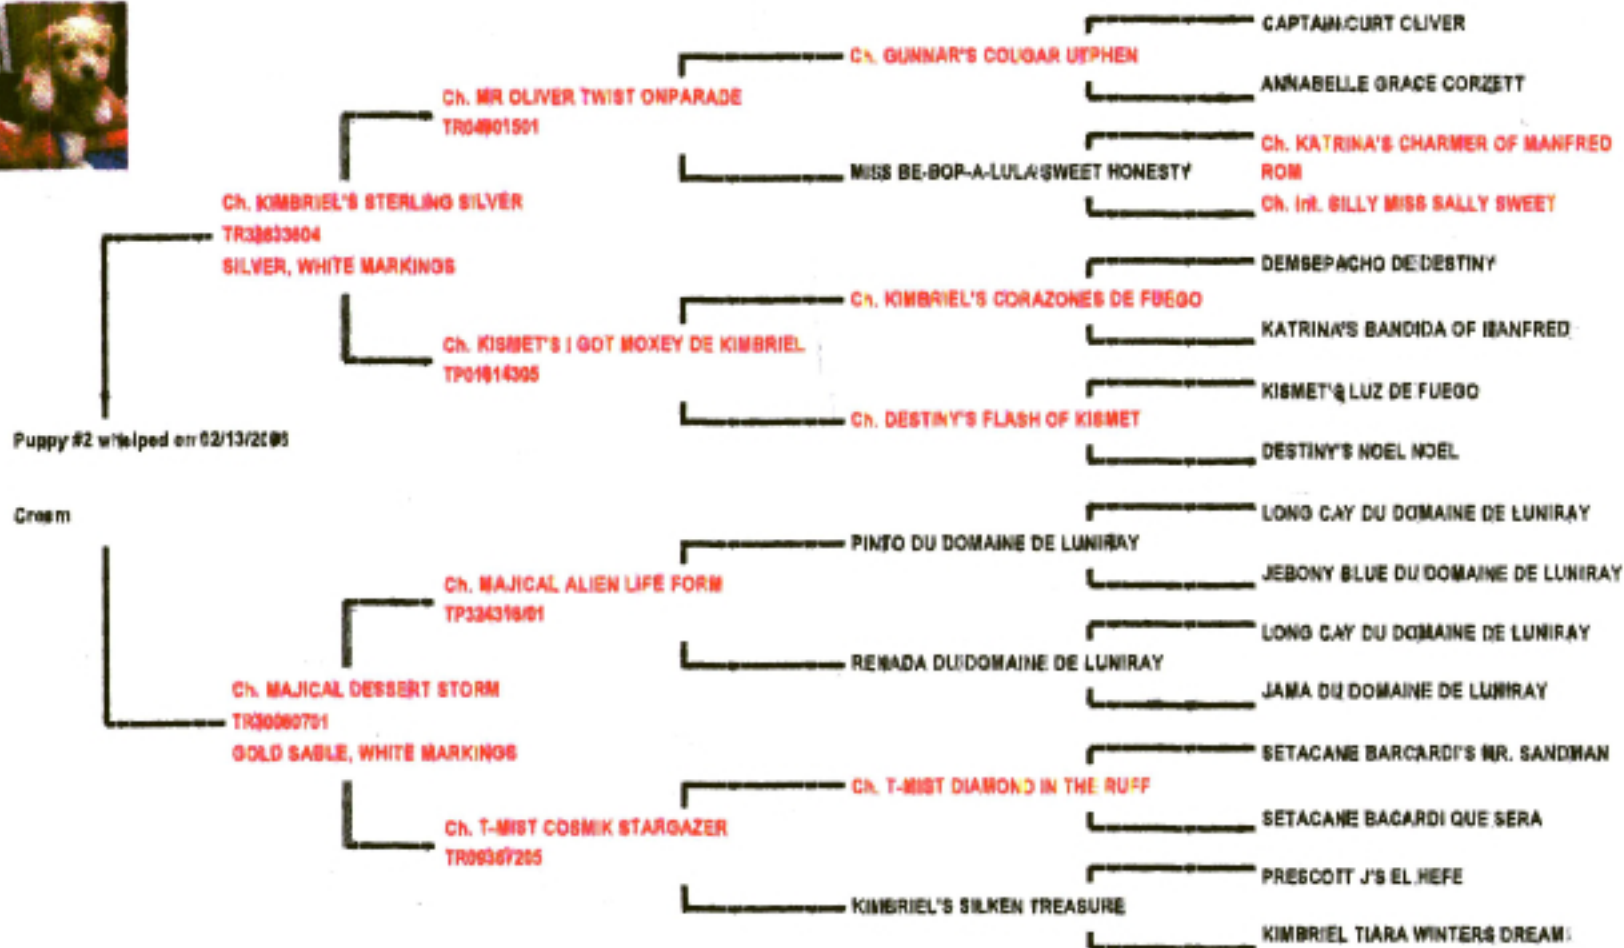 CAPTAIN CURT CLIVER
Ch. GUNNAR'S COUGAR
ANNABELLE GRACE CORZETT
Ch. MR OLIVER TWIST ONPARADE
Ch. KATRINA'S CHARMER OF MANFRED
ROM
MISS BE-BOP-A-LULA SWEET HONESTY
Ch. Int. SILLY MISS SALLY SWEET
Ch. KIMBRIEL'S STERLING SILVER
SILVER, WHITE MARKINGS
DEMSEPACHO DE DESTINY
Ch. KIMBRIEL'S CORAZONES DE FUEGO
KATRINA'S BANDIDA OF MANFRED
Ch. KISMET'S I GOT MOXEY DE KIMBRIEL
KISMET'S LUZ DE FUEGO
Ch. DESTINY'S FLASH OF KISMET
DESTINY'S NOEL NOEL
Puppy #2 whelped on 02/13/2006
Cream
LONG CAY DU DOMAINE DE LUNIRAY
PINTO DU DOMAINE DE LUNIRAY
JEBONY BLUE DU DOMAINE DE LUNIRAY
Ch. MAJICAL ALIEN LIFE FORM
LONG CAY DU DOMAINE DE LUNIRAY
RENADA DU DOMAINE DE LUNIRAY
JAMA DU DOMAINE DE LUNIRAY
Ch. MAJICAL DESSERT STORM
GOLD SABLE, WHITE MARKINGS
SETACANE BARCARDI'S MR. SANDMAN
Ch. T-MIST DIAMOND IN THE RUFF
SETACANE BACARDI QUE SERA
Ch. T-MIST COSMIK STARGAZER
PRESCOTT J'S EL HEFE
KIMBRIEL'S SILKEN TREASURE
KIMBRIEL TIARA WINTERS DREAM